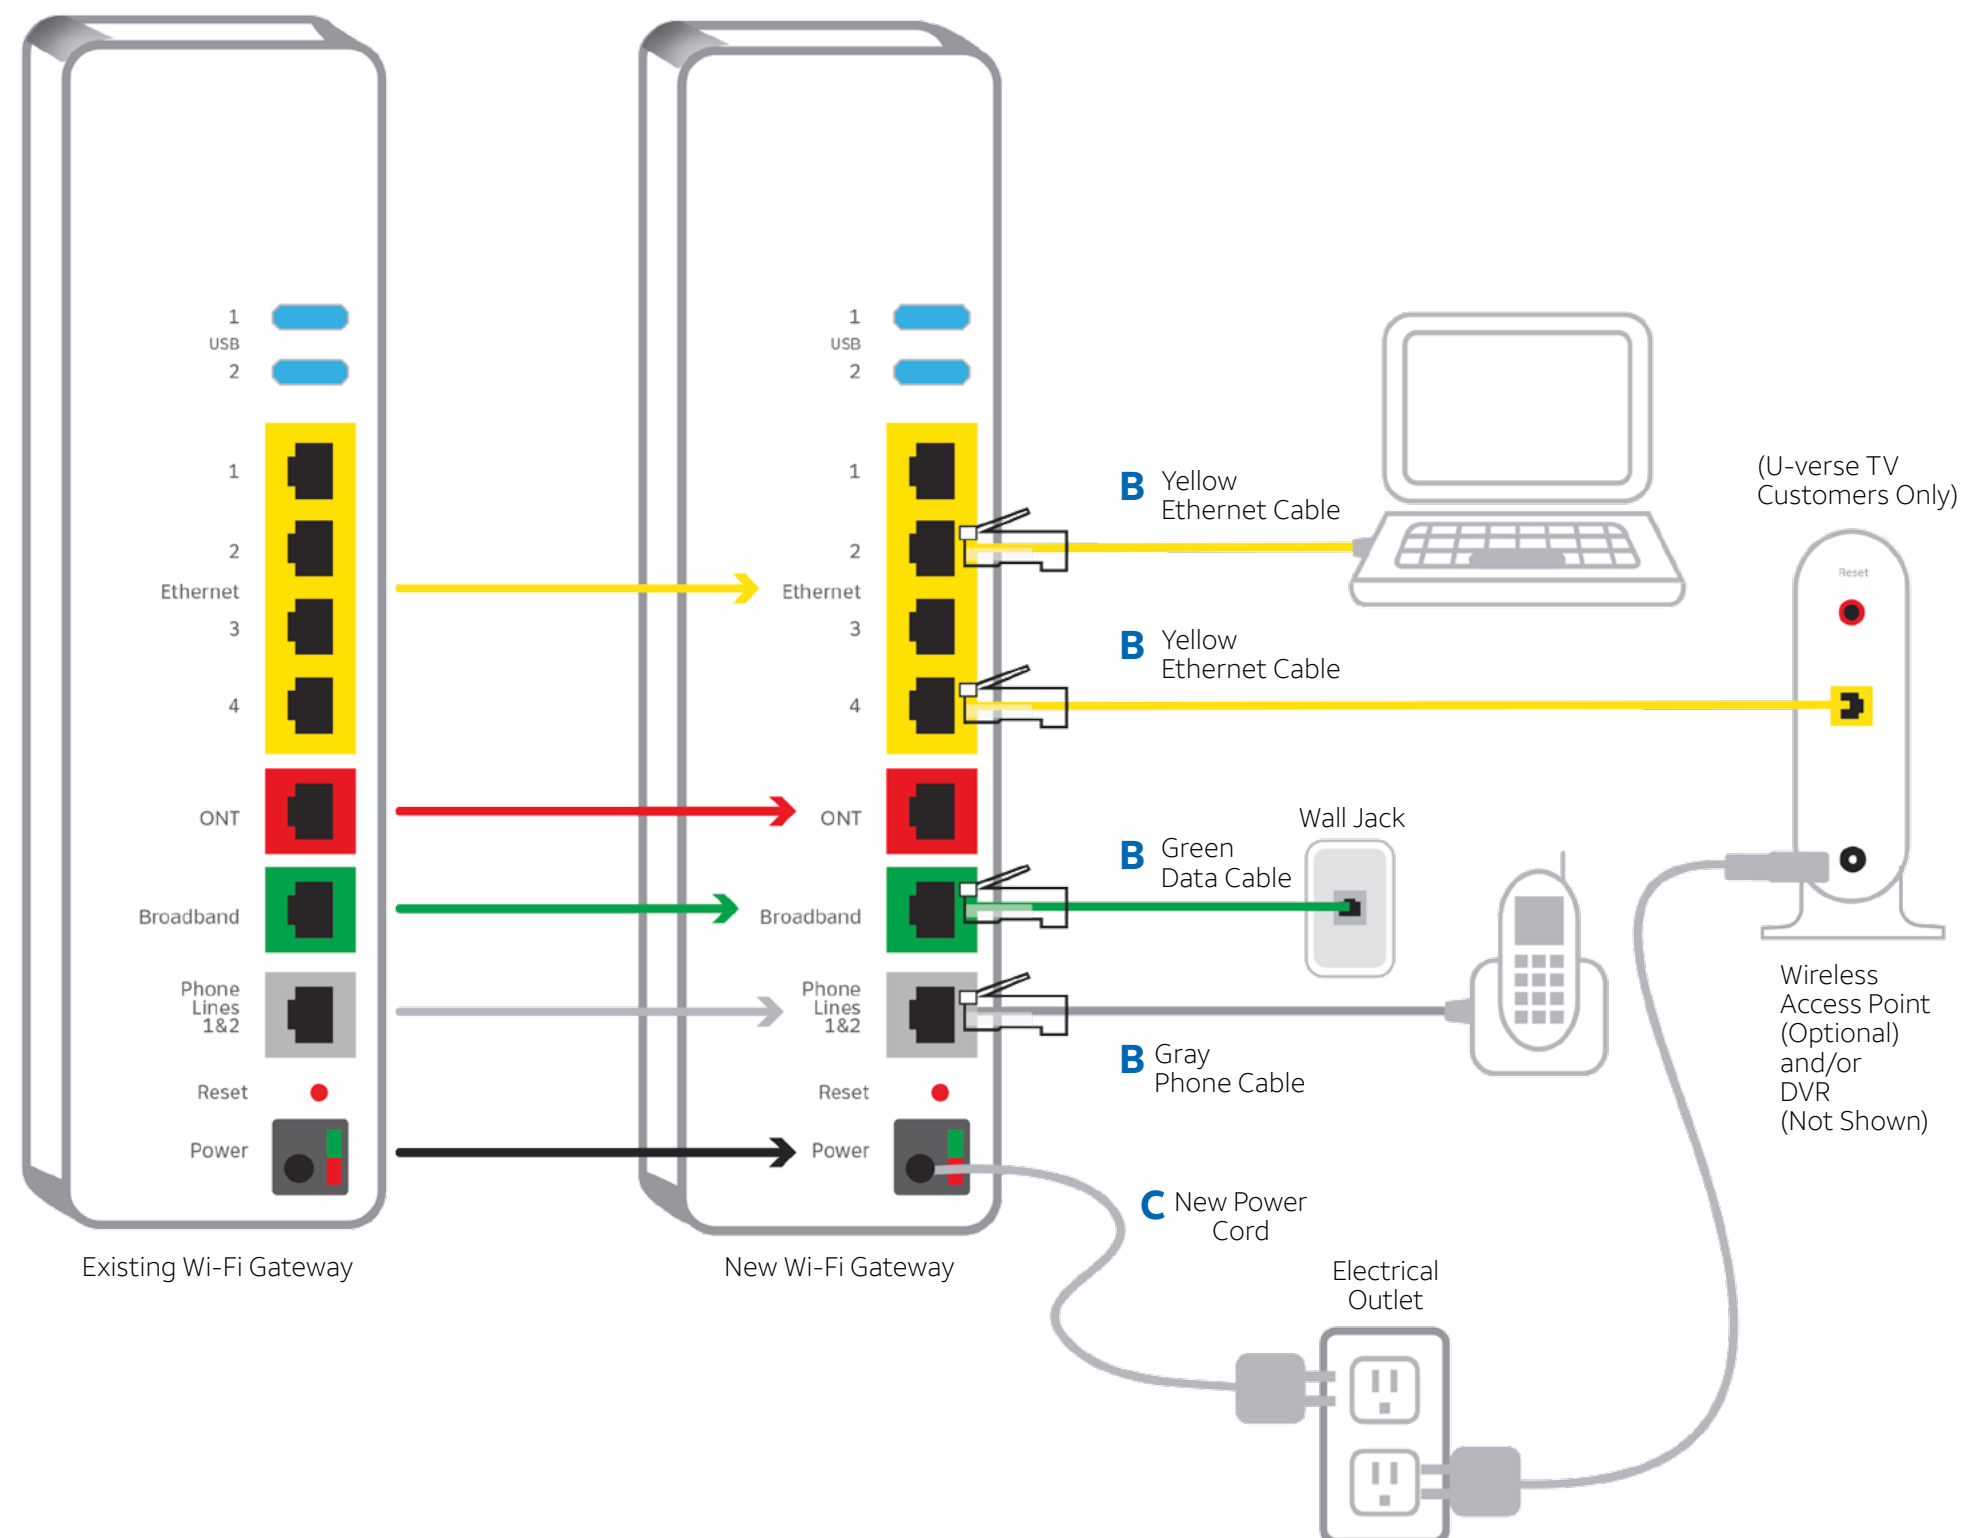 1
USB
2
1
2
Ethernet
3
4
ONT
Broadband
Phone
Lines
1&2
Reset
Power
Existing Wi-Fi Gateway
1
USB
2
1
2
Ethernet
3
4
ONT
Broadband
Phone
Lines
1&2
Reset
Power
New Wi-Fi Gateway
B Yellow
Ethernet Cable
B Yellow
Ethernet Cable
B Green
Data Cable
Wall Jack
B Gray
Phone Cable
C New Power
Cord
Electrical
Outlet
(U-verse TV
Customers Only)
Reset
Wireless
Access Point
(Optional)
and/or
DVR
(Not Shown)